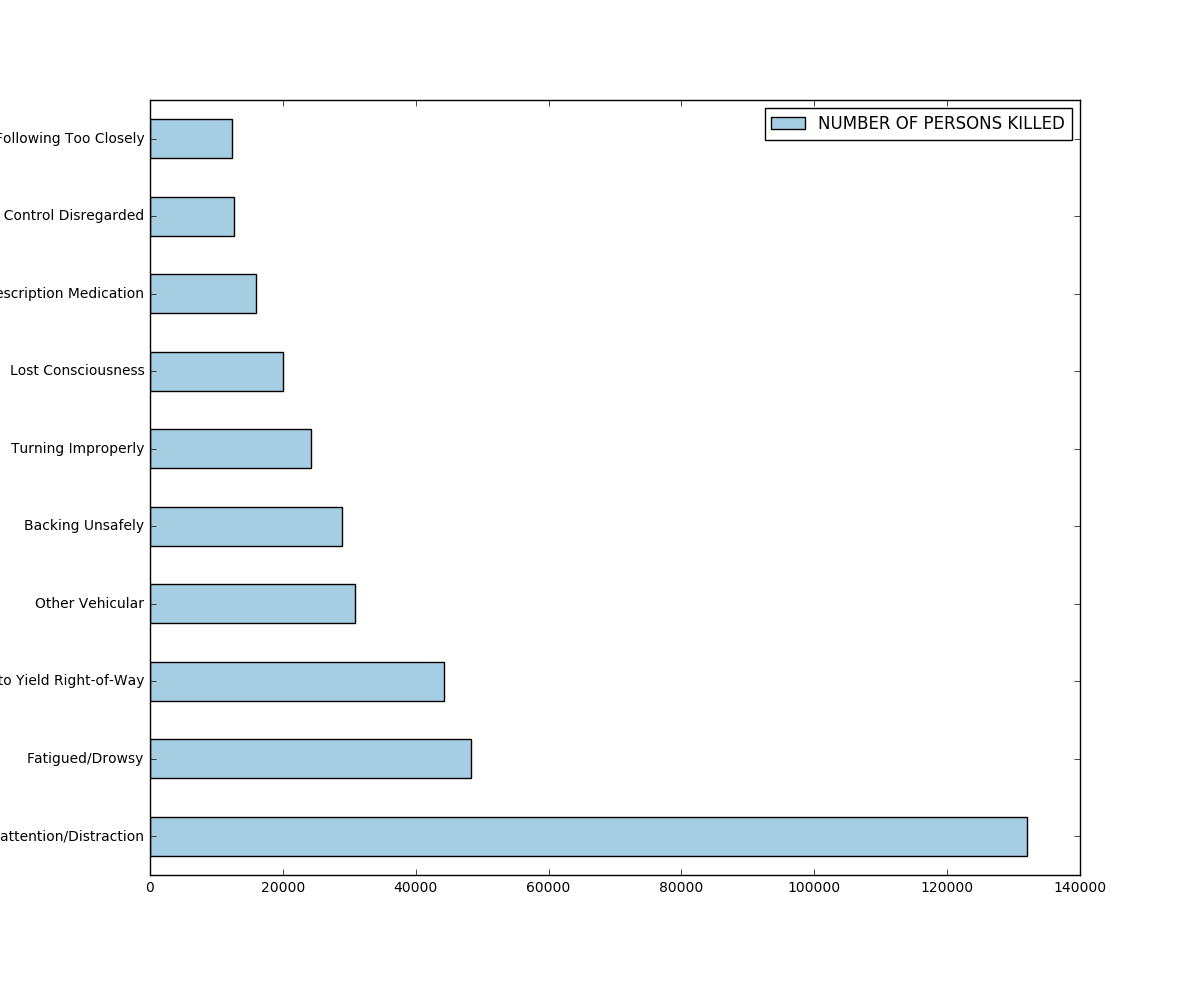 NUMBER OF PERSONS KILLED
Following Too Closely
Control Disregarded
escription Medication
Lost Consciousness
Turning Improperly
Backing Unsafely
Other Vehicular
to Yield Right-of-Way
Fatigued/Drowsy
attention/Distraction
0 20000 40000 60000 80000 100000 120000 140000